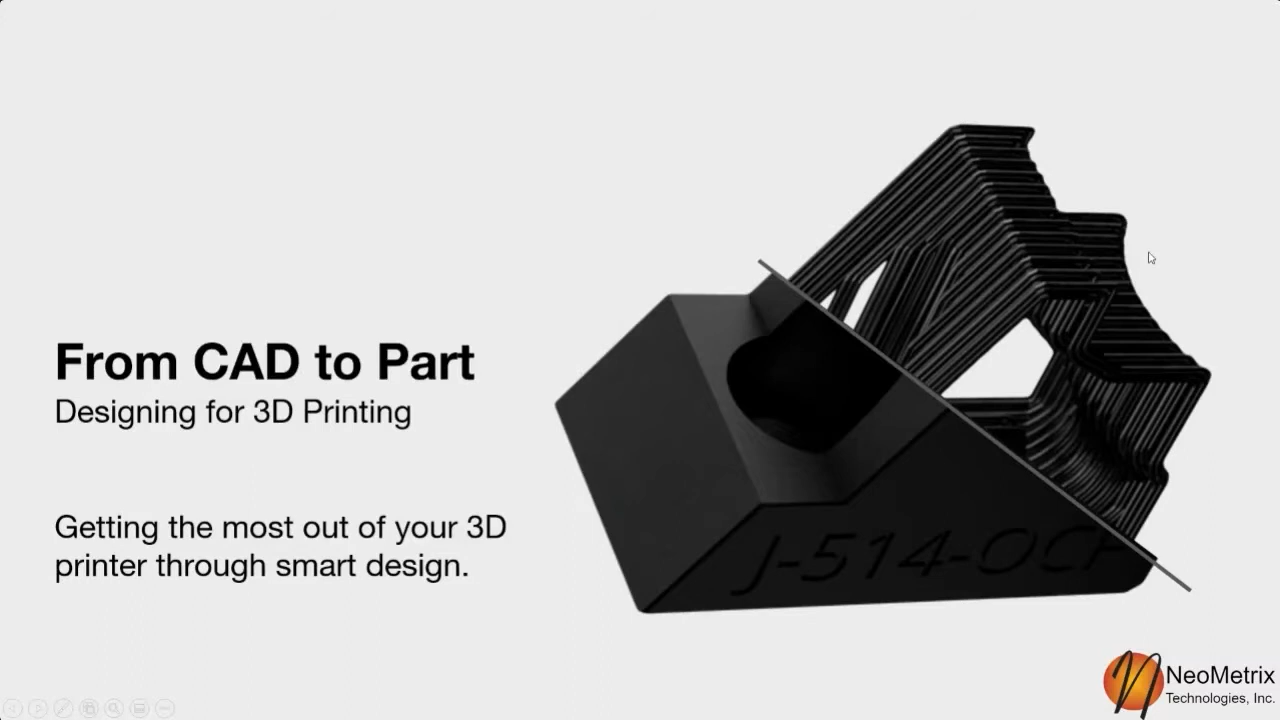 From CAD to Part
Designing for 3D Printing
Getting the most out of your 3D
printer through smart design.
J-514-OCF
NeoMetrix
Technologies, Inc.